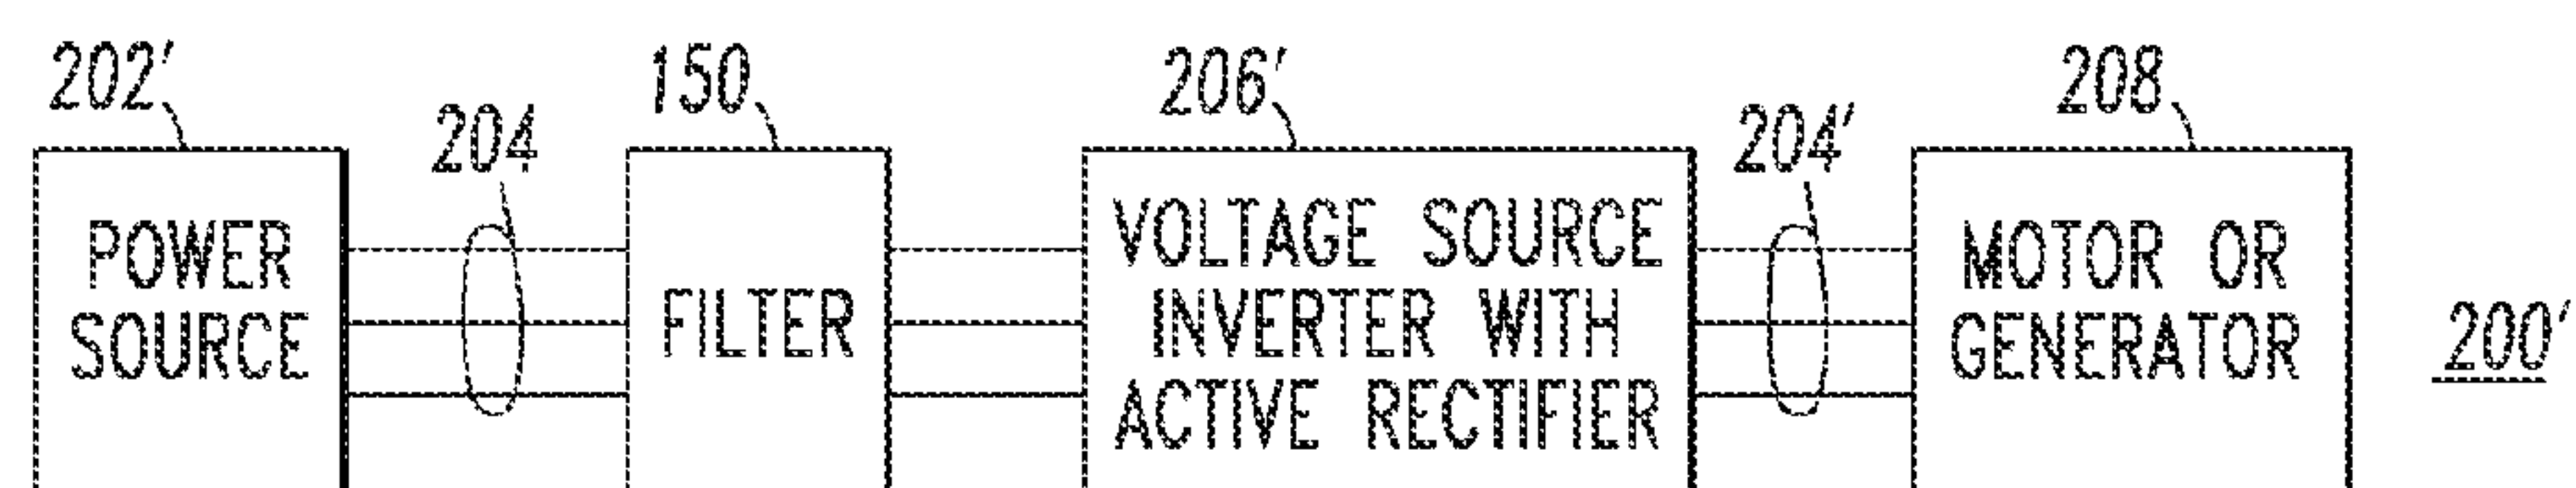 202'
204
150
206'
204'
208
POWER
SOURCE
FILTER
VOLTAGE SOURCE
INVERTER WITH
ACTIVE RECTIFIER
MOTOR OR
GENERATOR
200'